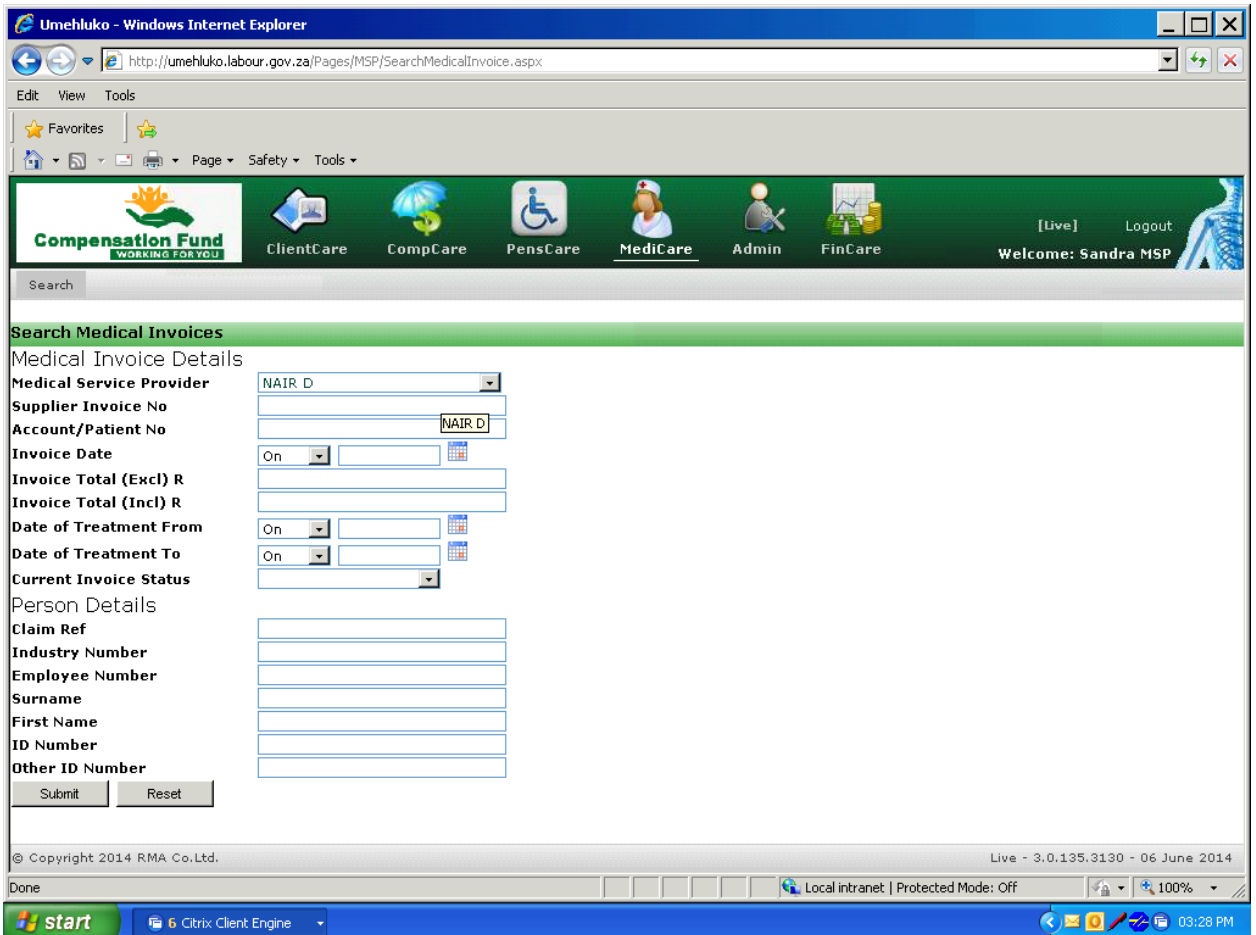 Umehluko - Windows Internet Explorer
http://umehluko.labour.gov.za/Pages/MSP/SearchMedicalInvoice.aspx
Edit View Tools
Favorites
Page Safety Tools
Compensation Fund
WORKING FOR YOU
ClientCare CompCare PensCare MediCare Admin FinCare
[Live] Logout
Welcome: Sandra MSP
Search
Search Medical Invoices
Medical Invoice Details
Medical Service Provider NAIR D
Supplier Invoice No
Account/Patient No NAIR D
Invoice Date On
Invoice Total (Excl) R
Invoice Total (Incl) R
Date of Treatment From On
Date of Treatment To On
Current Invoice Status
Person Details
Claim Ref
Industry Number
Employee Number
Surname
First Name
ID Number
Other ID Number
Submit Reset
© Copyright 2014 RMA Co.Ltd. Live - 3.0.135.3130 - 06 June 2014
Done Local intranet | Protected Mode: Off 100%
start 6 Citrix Client Engine 03:28 PM